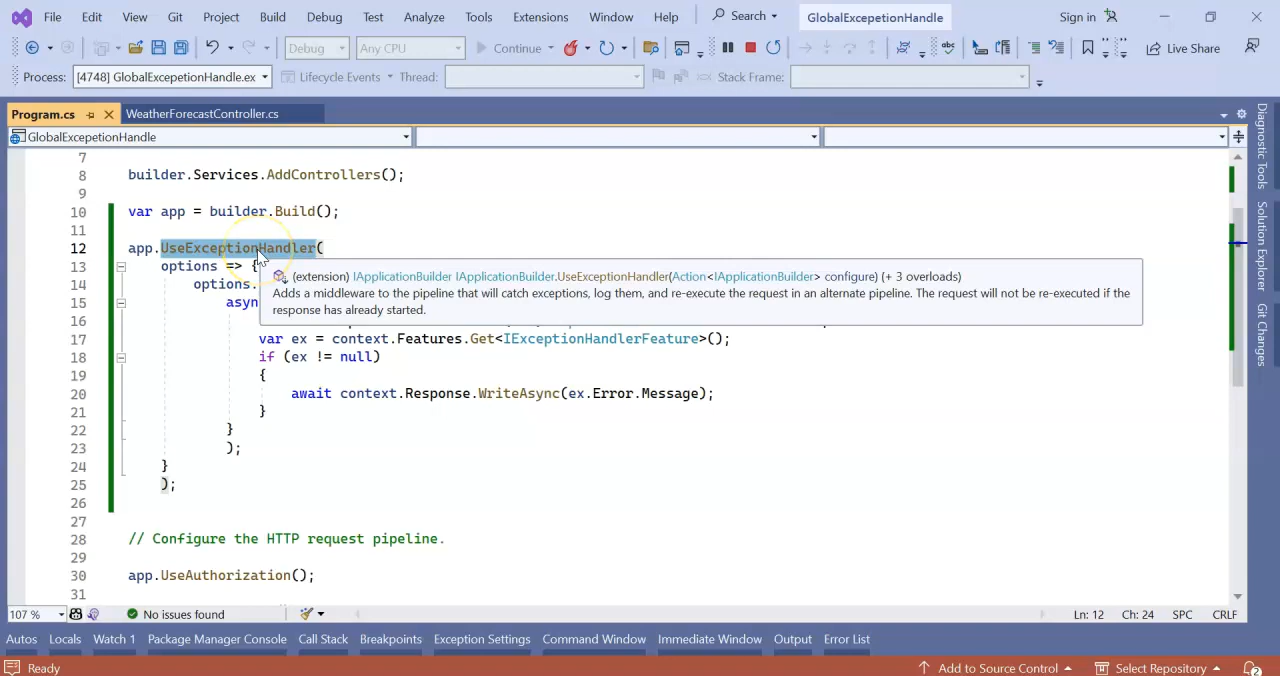 File Edit View Git Project Build Debug Test Analyze Tools Extensions Window Help Search GlobalExcepetionHandle Sign in
Debug Any CPU Continue Live Share
Process: [4748] GlobalExcepetionHandle.ex Lifecycle Events Thread: Stack Frame:
Program.cs WeatherForecastController.cs
GlobalExcepetionHandle
7
8 builder.Services.AddControllers();
9
10 var app = builder.Build();
11
12 app.UseExceptionHandler(
13 options => {
(extension) IApplicationBuilder IApplicationBuilder.UseExceptionHandler(Action<IApplicationBuilder> configure) (+ 3 overloads)
14 options.
Adds a middleware to the pipeline that will catch exceptions, log them, and re-execute the request in an alternate pipeline. The request will not be re-executed if the
15 asyn
response has already started.
16
17 var ex = context.Features.Get<IExceptionHandlerFeature>();
18 if (ex != null)
19 {
20 await context.Response.WriteAsync(ex.Error.Message);
21 }
22 }
23 );
24 }
25 );
26
27
28 // Configure the HTTP request pipeline.
29
30 app.UseAuthorization();
31
107 % No issues found Ln: 12 Ch: 24 SPC CRLF
Autos Locals Watch 1 Package Manager Console Call Stack Breakpoints Exception Settings Command Window Immediate Window Output Error List
Ready Add to Source Control Select Repository 2
Diagnostic Tools
Solution Explorer
Git Changes